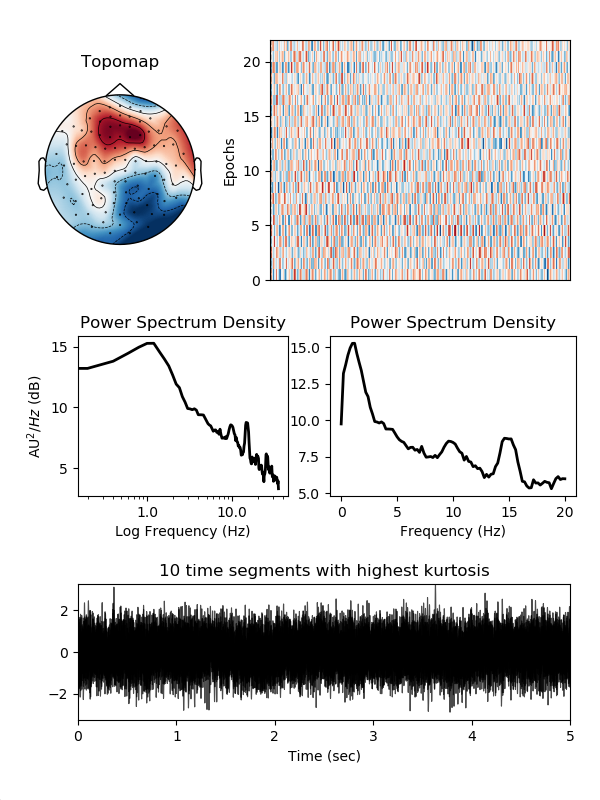 Topomap
Epochs
20
15
10
5
0
Power Spectrum Density
AU²/Hz (dB)
15
10
5
1.0 10.0
Log Frequency (Hz)
Power Spectrum Density
15.0
12.5
10.0
7.5
5.0
0 5 10 15 20
Frequency (Hz)
10 time segments with highest kurtosis
2
0
−2
0 1 2 3 4 5
Time (sec)